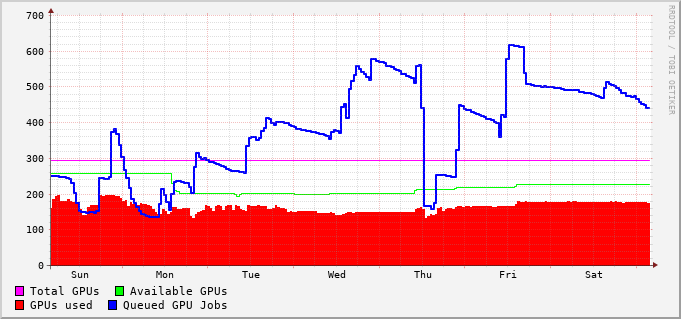 700
600
500
400
300
200
100
0
Sun Mon Tue Wed Thu Fri Sat
Total GPUs Available GPUs
GPUs used Queued GPU Jobs
RRDTOOL / TOBI OETIKER